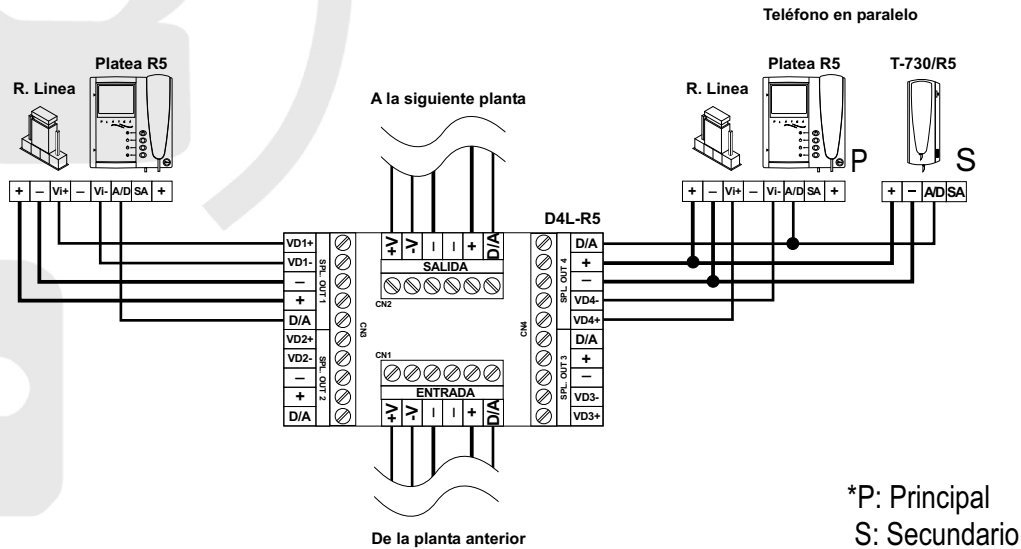 Teléfono en paralelo
Platea R5
R. Linea
A la siguiente planta
Platea R5
T-730/R5
R. Linea
P
S
+ – Vi+ – Vi- A/D SA +
+ – Vi+ – Vi- A/D SA +
+ – A/D SA
D4L-R5
VD1+
VD1-
–
+
D/A
VD2+
VD2-
–
+
D/A
SPL. OUT 1
SPL. OUT 2
CN3
+V -V – – + D/A
SALIDA
CN2
CN1
ENTRADA
+V -V – – + D/A
CN4
SPL. OUT 4
SPL. OUT 3
D/A
+
–
VD4-
VD4+
D/A
+
–
VD3-
VD3+
De la planta anterior
*P: Principal
S: Secundario